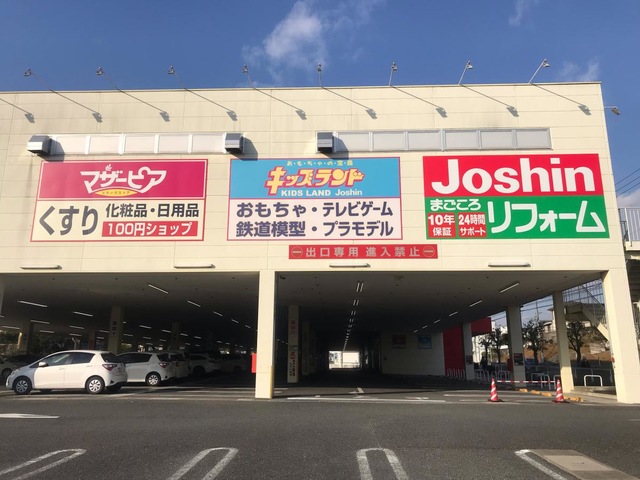 マザーピア
くすり
化粧品・日用品
100円ショップ
おもちゃの宝島
キッズランド
KIDS LAND Joshin
おもちゃ・テレビゲーム
鉄道模型・プラモデル
Joshin
まごころ
10年保証
24時間サポート
リフォーム
出口専用 進入禁止